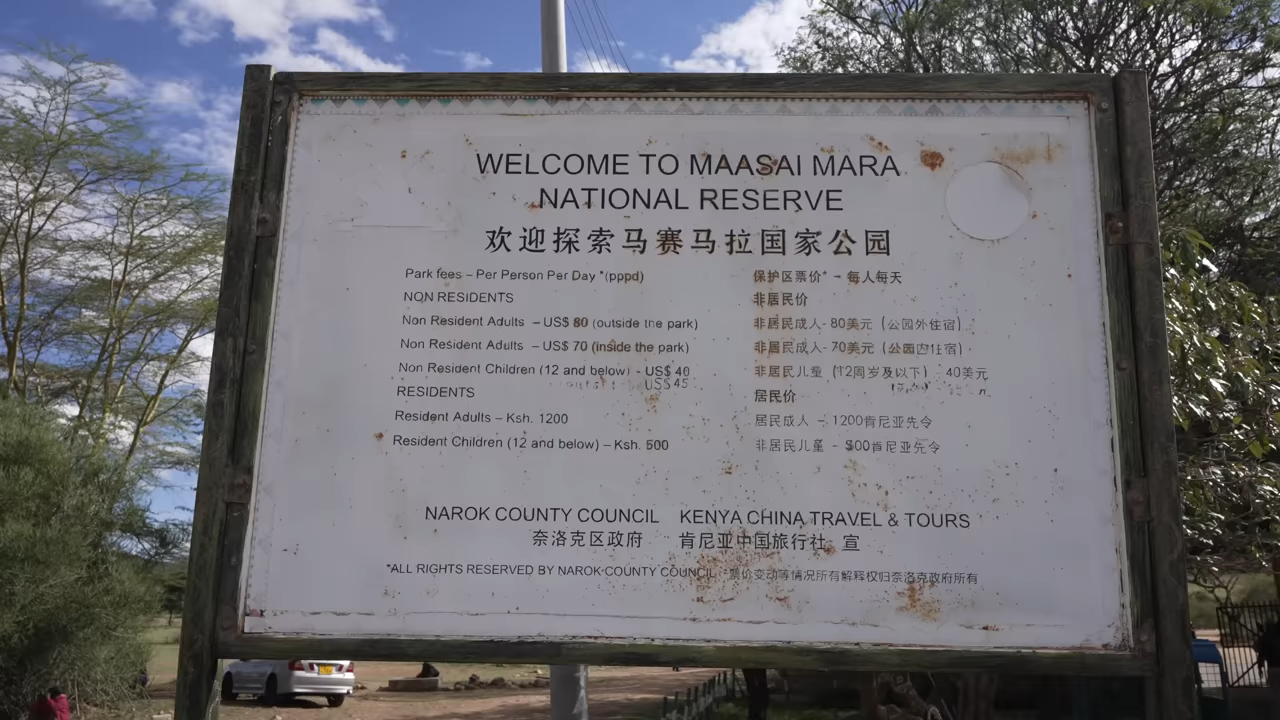 WELCOME TO MAASAI MARA
NATIONAL RESERVE
欢迎探索马赛马拉国家公园
Park fees – Per Person Per Day *(pppd)
NON RESIDENTS
Non Resident Adults – US$ 80 (outside the park)
Non Resident Adults – US$ 70 (inside the park)
Non Resident Children (12 and below) - US$ 40
US$ 45
RESIDENTS
Resident Adults – Ksh. 1200
Resident Children (12 and below) – Ksh. 500
保护区票价* – 每人每天
非居民价
非居民成人- 80美元 (公园外住宿)
非居民成人- 70美元 (公园内住宿)
非居民儿童 (12周岁及以下) - 40美元
居民价
居民成人 – 1200肯尼亚先令
非居民儿童 – 500肯尼亚先令
NAROK COUNTY COUNCIL KENYA CHINA TRAVEL & TOURS
奈洛克区政府 肯尼亚中国旅行社 宣
*ALL RIGHTS RESERVED BY NAROK COUNTY COUNCIL *票价变动等情况所有解释权归奈洛克政府所有